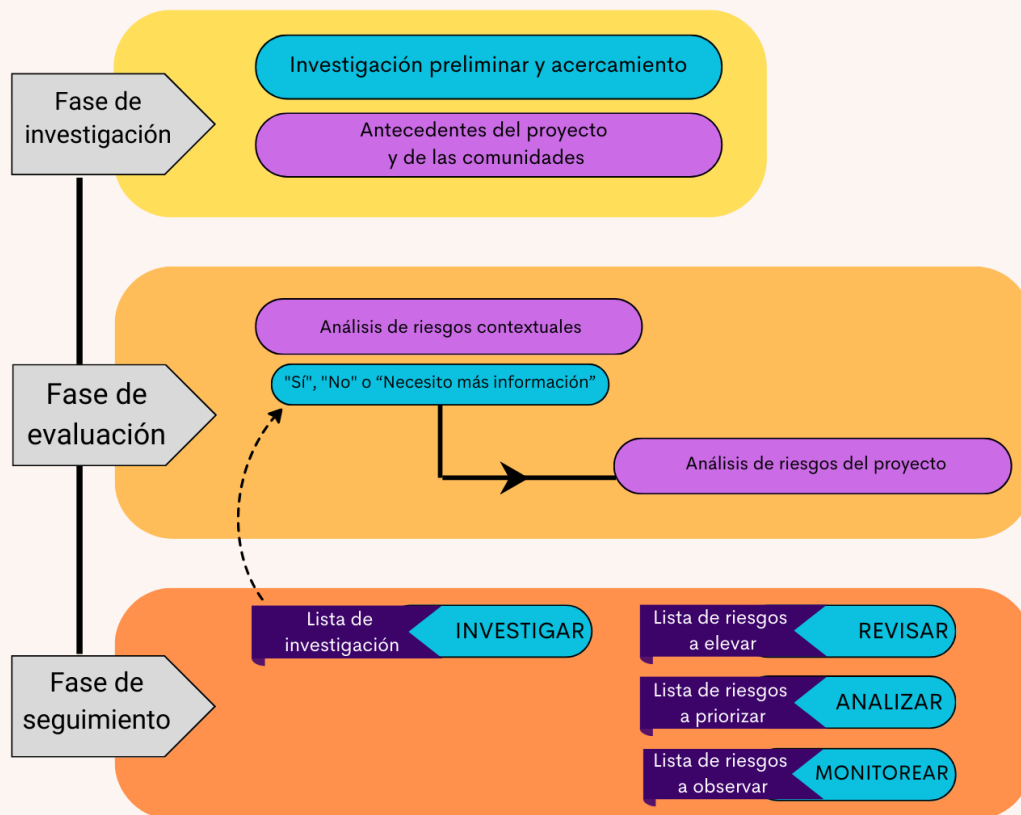 Fase de
investigación
Investigación preliminar y acercamiento
Antecedentes del proyecto
y de las comunidades
Fase de
evaluación
Análisis de riesgos contextuales
"Sí", "No" o “Necesito más información”
Análisis de riesgos del proyecto
Fase de
seguimiento
Lista de
investigación
INVESTIGAR
Lista de riesgos
a elevar
REVISAR
Lista de riesgos
a priorizar
ANALIZAR
Lista de riesgos
a observar
MONITOREAR